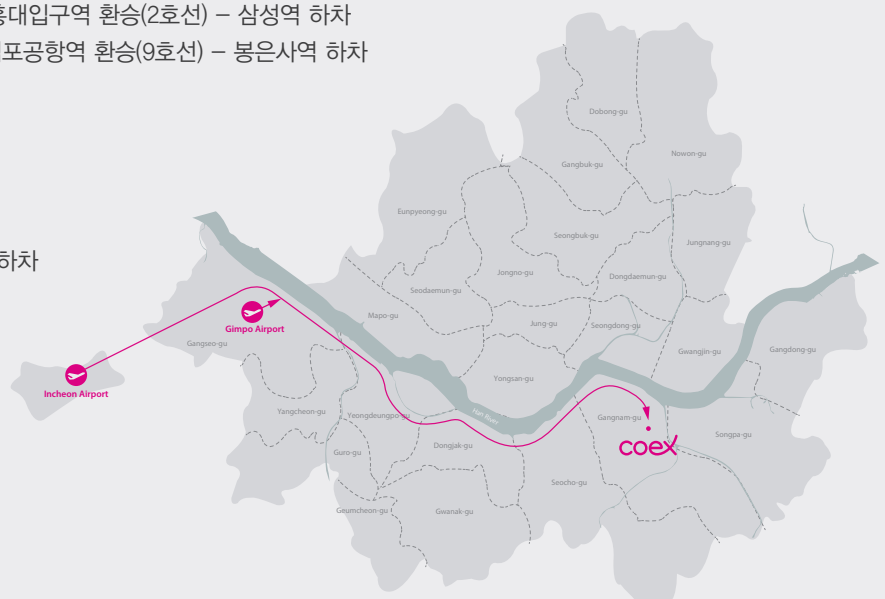 홍대입구역 환승(2호선) – 삼성역 하차
포공항역 환승(9호선) – 봉은사역 하차
하차
Dobong-gu
Nowon-gu
Gangbuk-gu
Eunpyeong-gu
Seongbuk-gu
Jungnang-gu
Jongno-gu
Dongdaemun-gu
Seodaemun-gu
Mapo-gu
Jung-gu
Seongdong-gu
Gimpo Airport
Gangseo-gu
Gwangjin-gu
Gangdong-gu
Yongsan-gu
Incheon Airport
Yangcheon-gu
Yeongdeungpo-gu
Han River
Gangnam-gu
Songpa-gu
Dongjak-gu
coex
Guro-gu
Seocho-gu
Geumcheon-gu
Gwanak-gu